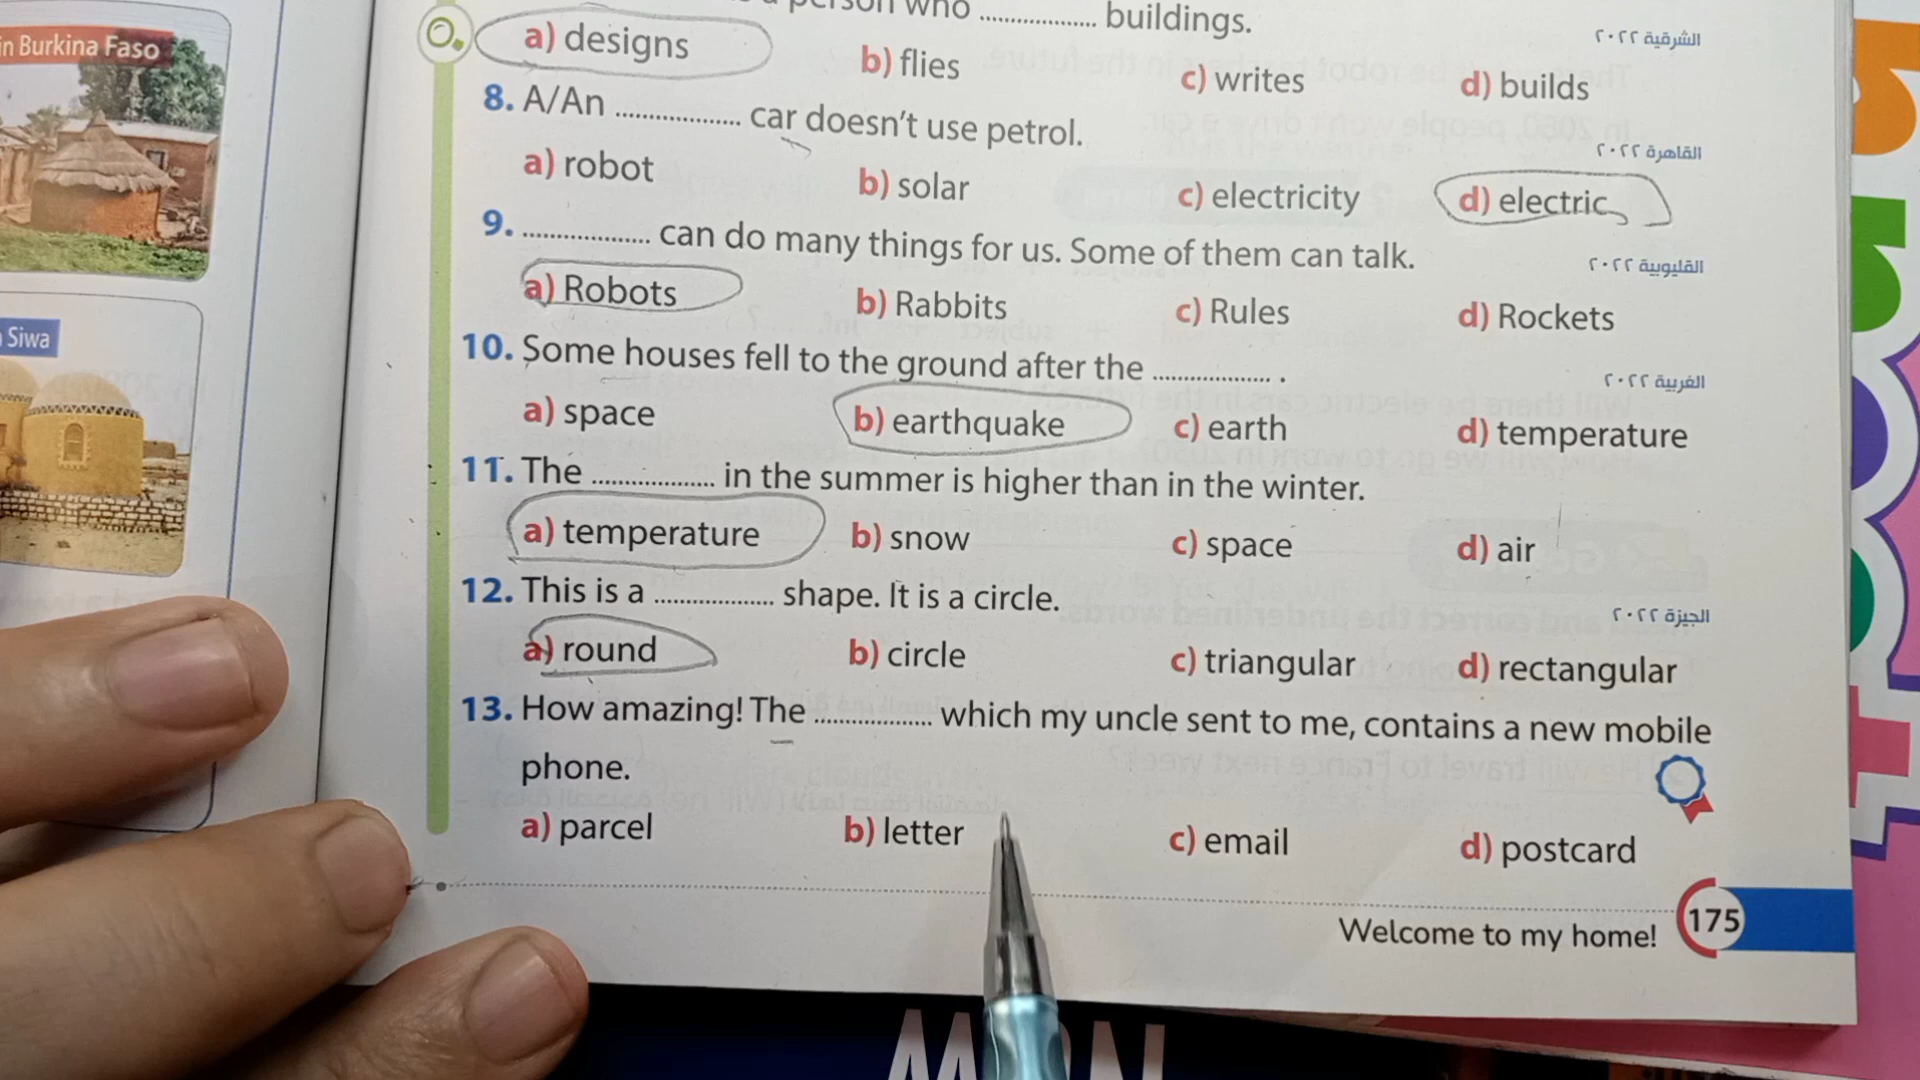 in Burkina Faso
Siwa
person who .................. buildings.
الشرقية ٢٠٢٢
a) designs b) flies c) writes d) builds
8. A/An .................. car doesn't use petrol.
القاهرة ٢٠٢٢
a) robot b) solar c) electricity d) electric
9. .................. can do many things for us. Some of them can talk.
القليوبية ٢٠٢٢
a) Robots b) Rabbits c) Rules d) Rockets
10. Some houses fell to the ground after the .................. .
الغربية ٢٠٢٢
a) space b) earthquake c) earth d) temperature
11. The .................. in the summer is higher than in the winter.
a) temperature b) snow c) space d) air
12. This is a .................. shape. It is a circle.
الجيزة ٢٠٢٢
a) round b) circle c) triangular d) rectangular
13. How amazing! The .................. which my uncle sent to me, contains a new mobile
phone.
a) parcel b) letter c) email d) postcard
Welcome to my home! 175